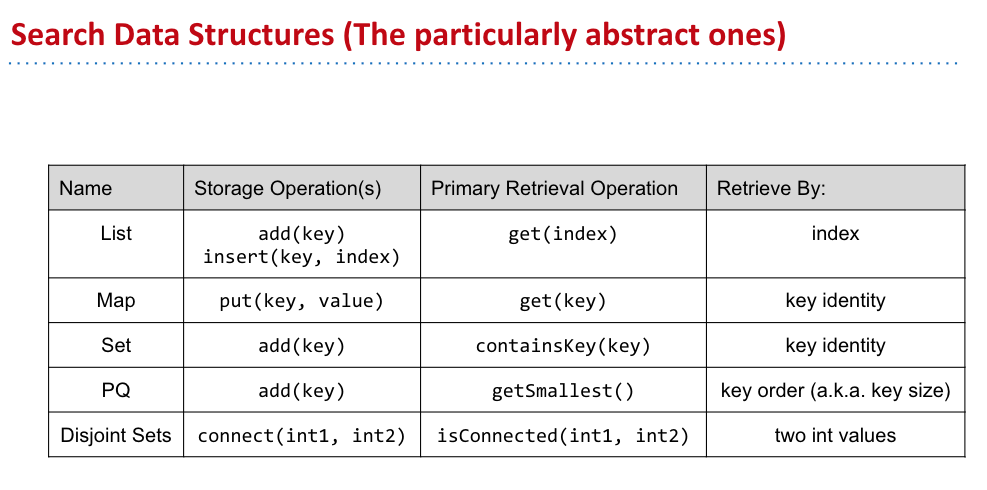 Search Data Structures (The particularly abstract ones)
Name Storage Operation(s) Primary Retrieval Operation Retrieve By:
List add(key) get(index) index
insert(key, index)
Map put(key, value) get(key) key identity
Set add(key) containsKey(key) key identity
PQ add(key) getSmallest() key order (a.k.a. key size)
Disjoint Sets connect(int1, int2) isConnected(int1, int2) two int values